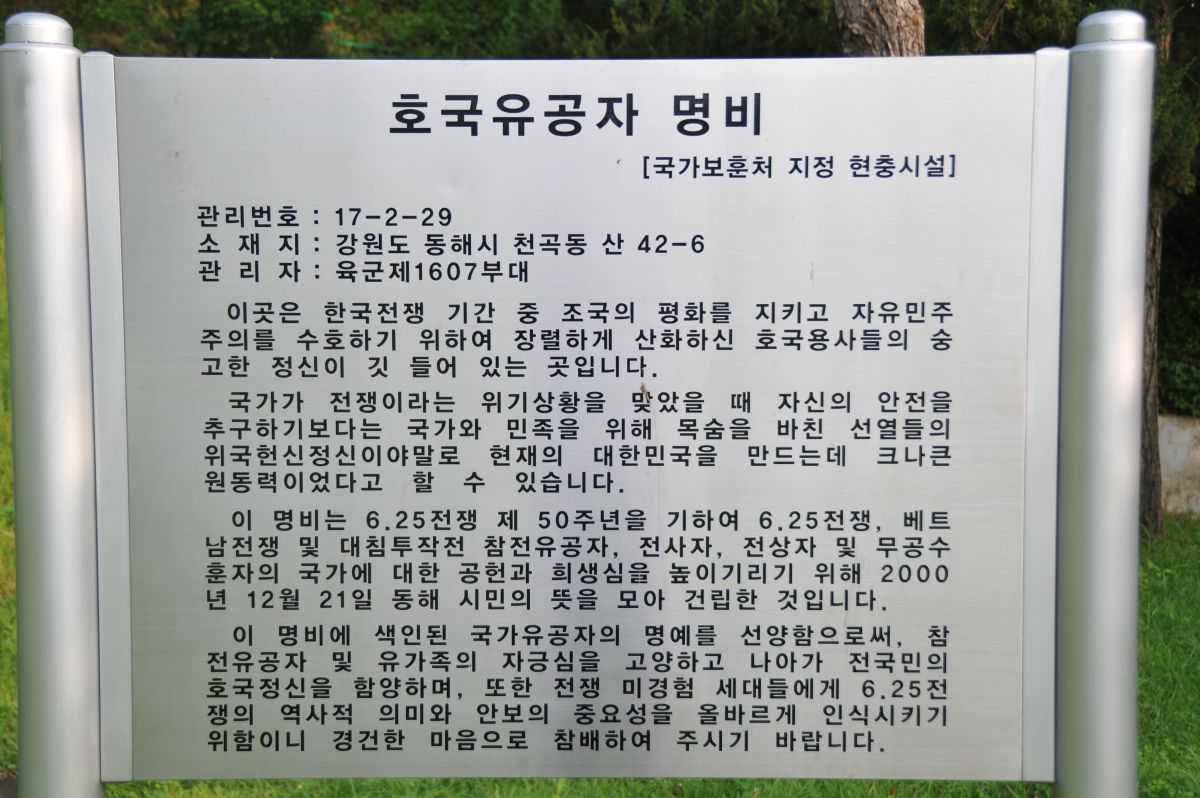 호국유공자 명비
[국가보훈처 지정 현충시설]
관리번호 : 17-2-29
소 재 지 : 강원도 동해시 천곡동 산 42-6
관 리 자 : 육군제1607부대
이곳은 한국전쟁 기간 중 조국의 평화를 지키고 자유민주
주의를 수호하기 위하여 장렬하게 산화하신 호국용사들의 숭
고한 정신이 깃 들어 있는 곳입니다.
국가가 전쟁이라는 위기상황을 맞았을 때 자신의 안전을
추구하기보다는 국가와 민족을 위해 목숨을 바친 선열들의
위국헌신정신이야말로 현재의 대한민국을 만드는데 크나큰
원동력이었다고 할 수 있습니다.
이 명비는 6.25전쟁 제 50주년을 기하여 6.25전쟁, 베트
남전쟁 및 대침투작전 참전유공자, 전사자, 전상자 및 무공수
훈자의 국가에 대한 공헌과 희생심을 높이기리기 위해 2000
년 12월 21일 동해 시민의 뜻을 모아 건립한 것입니다.
이 명비에 색인된 국가유공자의 명예를 선양함으로써, 참
전유공자 및 유가족의 자긍심을 고양하고 나아가 전국민의
호국정신을 함양하며, 또한 전쟁 미경험 세대들에게 6.25전
쟁의 역사적 의미와 안보의 중요성을 올바르게 인식시키기
위함이니 경건한 마음으로 참배하여 주시기 바랍니다.